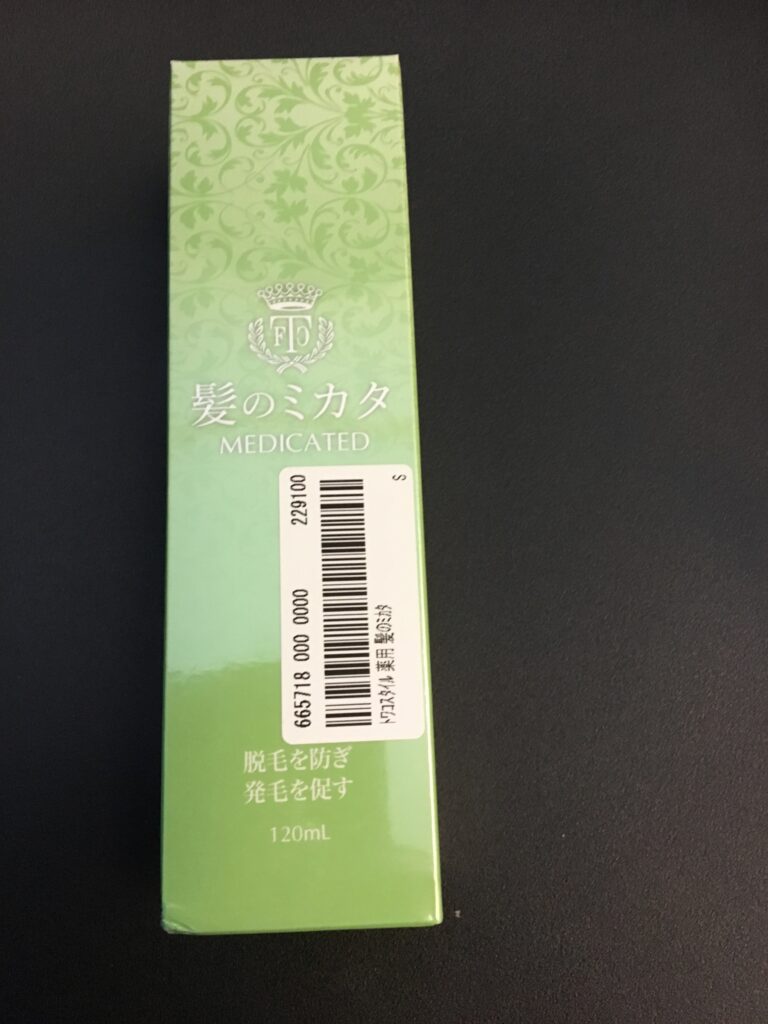 FTO
髪のミカタ
MEDICATED
665718 000 0000 229100
S
トワコスタイル 薬用 髪のミカタ
脱毛を防ぎ
発毛を促す
120mL